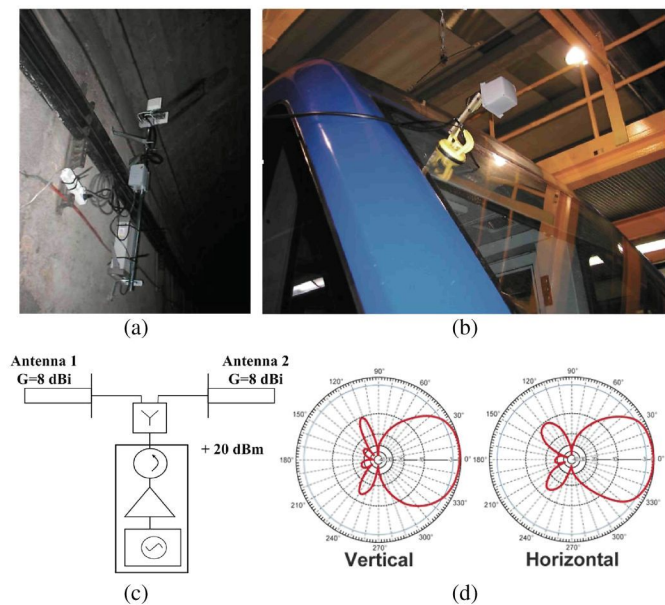 (a)
(b)
Antenna 1
G=8 dBi
Antenna 2
G=8 dBi
+ 20 dBm
(c)
90°
120°
60°
150°
30°
180°
0°
210°
330°
240°
300°
270°
Vertical
90°
120°
60°
150°
30°
180°
0°
210°
330°
240°
300°
270°
Horizontal
(d)